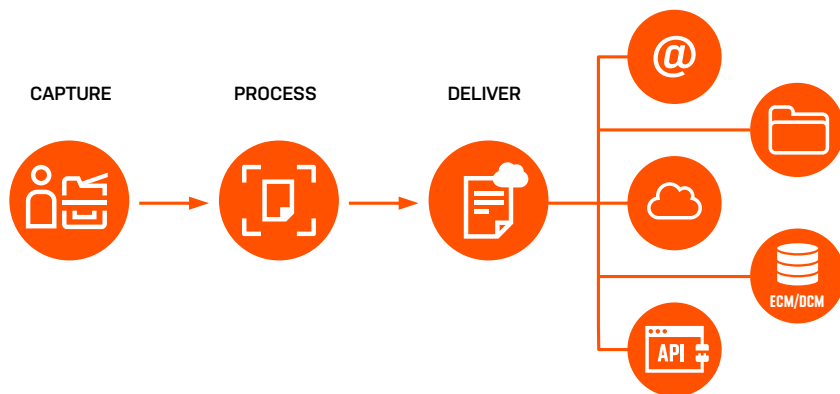 CAPTURE
PROCESS
DELIVER
@
ECM/DCM
API